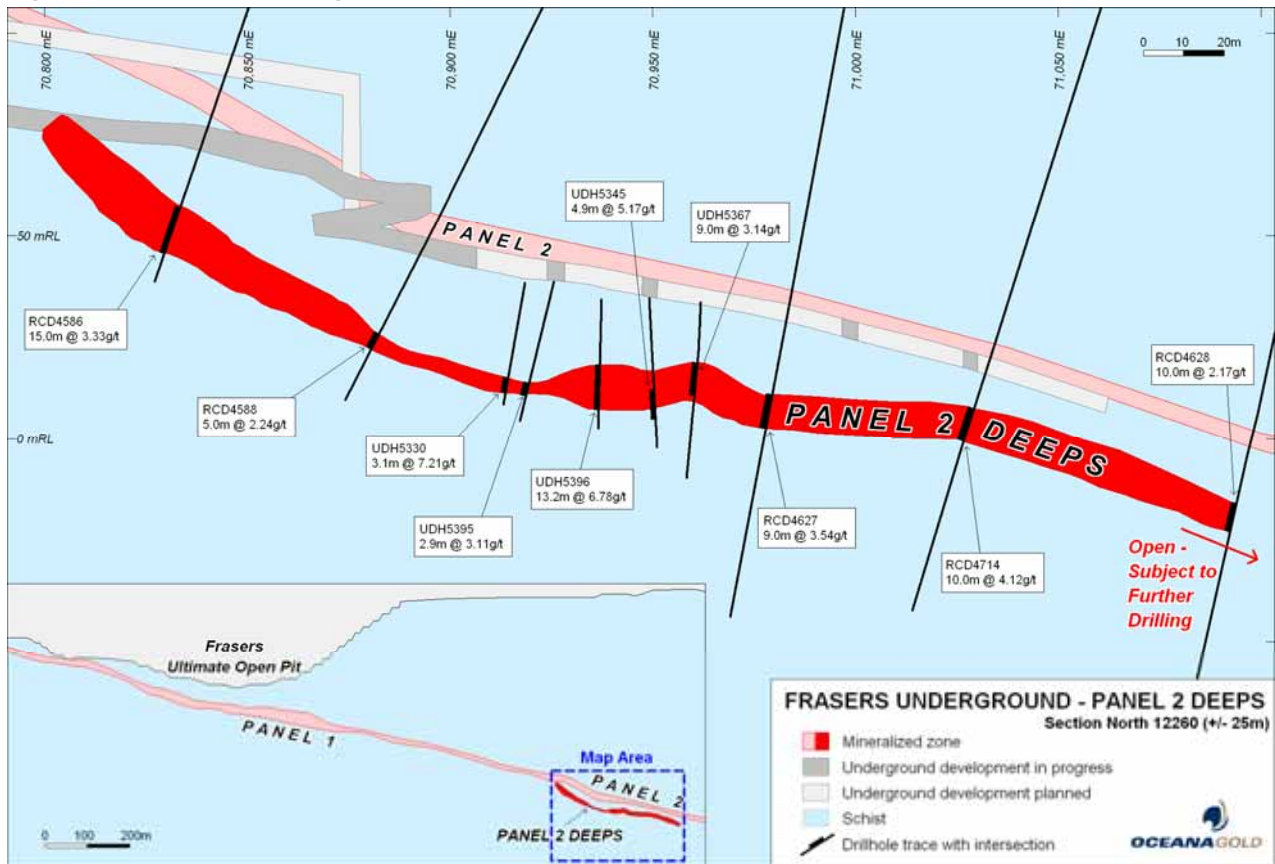 70,800 mE
70,850 mE
70,900 mE
70,950 mE
71,000 mE
71,050 mE
0 10 20m
50 mRL
0 mRL
PANEL 2
UDH5345
4.9m @ 5.17g/t
UDH5367
9.0m @ 3.14g/t
RCD4586
15.0m @ 3.33g/t
RCD4588
5.0m @ 2.24g/t
UDH5330
3.1m @ 7.21g/t
UDH5395
2.9m @ 3.11g/t
UDH5396
13.2m @ 6.78g/t
RCD4627
9.0m @ 3.54g/t
RCD4714
10.0m @ 4.12g/t
RCD4628
10.0m @ 2.17g/t
PANEL 2 DEEPS
Open -
Subject to
Further
Drilling
Frasers
Ultimate Open Pit
PANEL 1
Map Area
PANEL 2
PANEL 2 DEEPS
0 100 200m
FRASERS UNDERGROUND - PANEL 2 DEEPS
Section North 12260 (+/- 25m)
Mineralized zone
Underground development in progress
Underground development planned
Schist
Drillhole trace with intersection
OCEANAGOLD